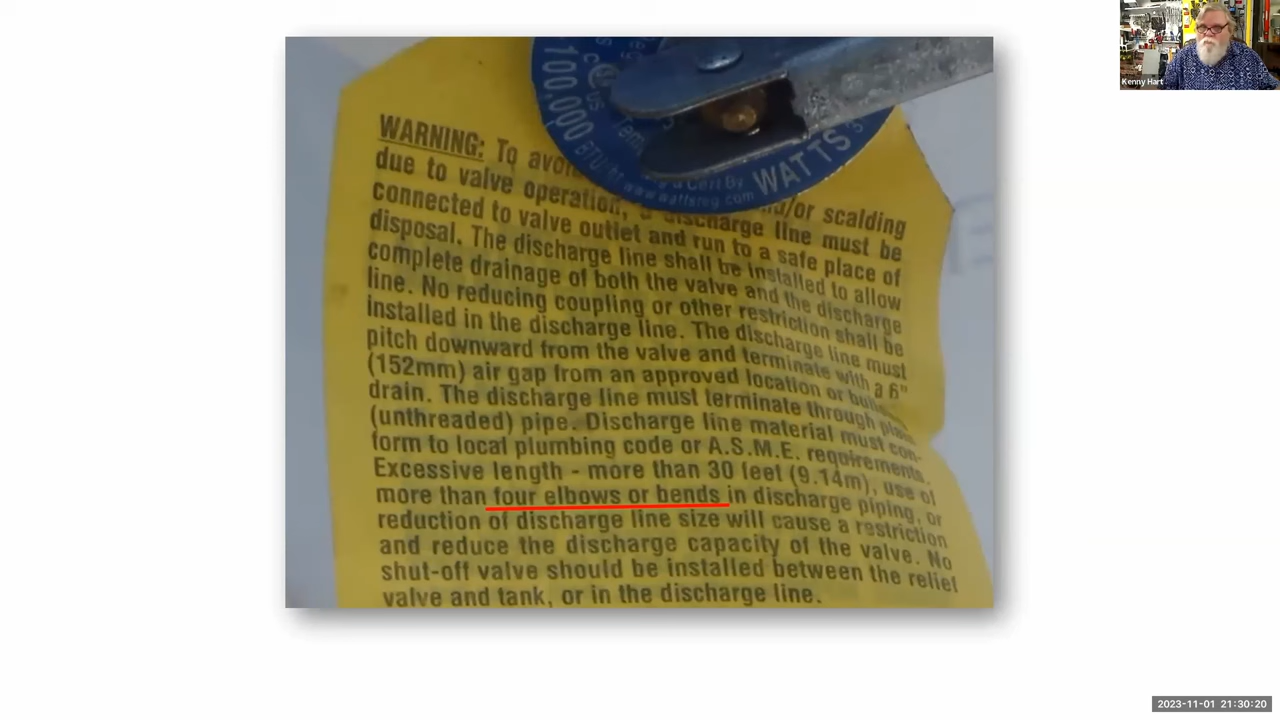 Kenny Hart
100,000
BTU/hr
www.wattsreg.com
Cert By
WATTS
WARNING: To avoid
and/or scalding
due to valve operation, a discharge line must be
connected to valve outlet and run to a safe place of
disposal. The discharge line shall be installed to allow
complete drainage of both the valve and the discharge
line. No reducing coupling or other restriction shall be
installed in the discharge line. The discharge line must
pitch downward from the valve and terminate with a 6"
(152mm) air gap from an approved location or
drain. The discharge line must terminate through plain
(unthreaded) pipe. Discharge line material must con-
form to local plumbing code or A.S.M.E. requirements.
Excessive length - more than 30 feet (9.14m), use of
more than four elbows or bends in discharge piping, or
reduction of discharge line size will cause a restriction
and reduce the discharge capacity of the valve. No
shut-off valve should be installed between the relief
valve and tank, or in the discharge line.
2023-11-01 21:30:20